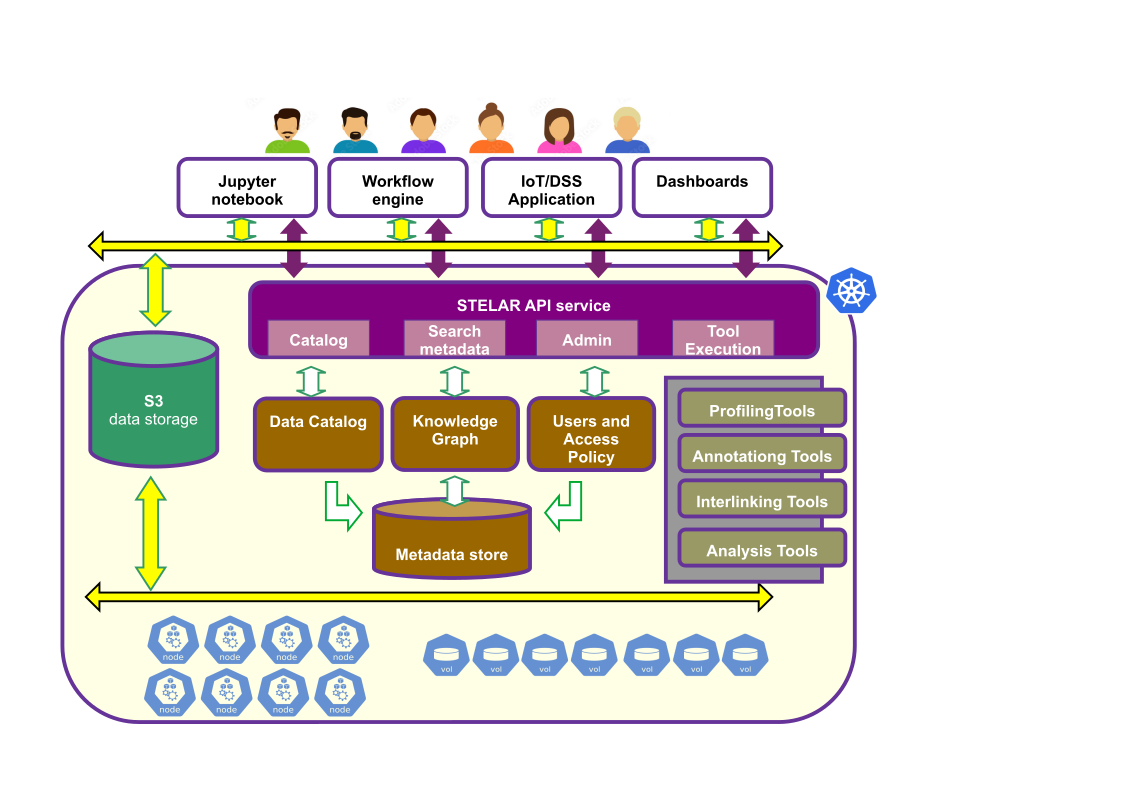 Jupyter
notebook
Workflow
engine
IoT/DSS
Application
Dashboards
STELAR API service
Catalog
Search
metadata
Admin
Tool
Execution
S3
data storage
Data Catalog
Knowledge
Graph
Users and
Access
Policy
ProfilingTools
Annotationg Tools
Interlinking Tools
Analysis Tools
Metadata store
node
node
node
node
vol
vol
vol
vol
vol
vol
vol
node
node
node
node